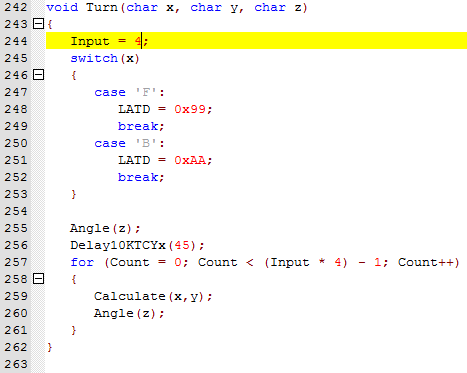 242 void Turn(char x, char y, char z)
243 {
244 Input = 4;
245 switch(x)
246 {
247 case 'F':
248 LATD = 0x99;
249 break;
250 case 'B':
251 LATD = 0xAA;
252 break;
253 }
254
255 Angle(z);
256 Delay10KTCYx(45);
257 for (Count = 0; Count < (Input * 4) - 1; Count++)
258 {
259 Calculate(x,y);
260 Angle(z);
261 }
262 }
263